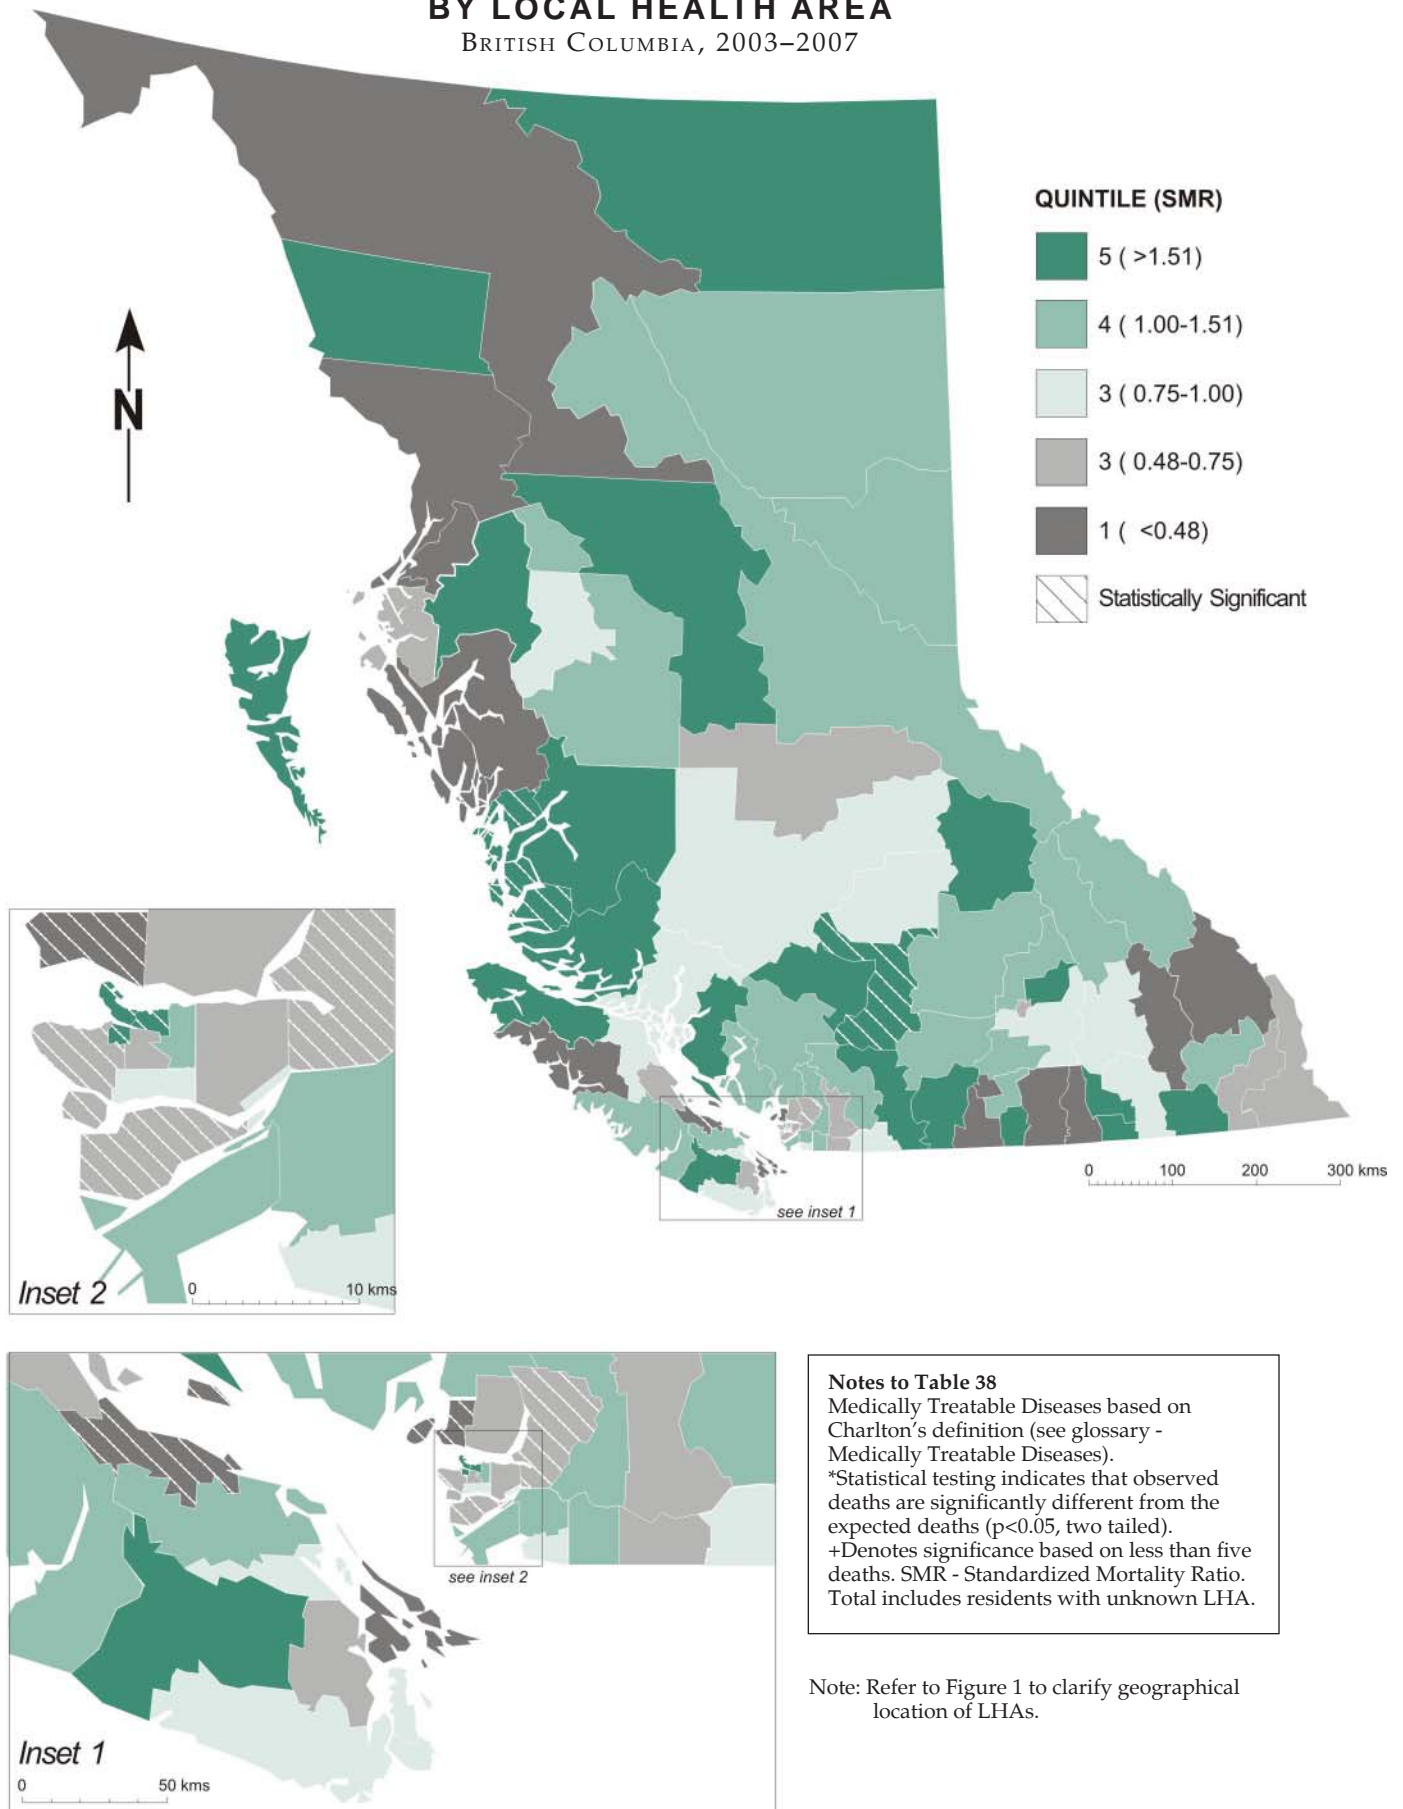 BY LOCAL HEALTH AREA
BRITISH COLUMBIA, 2003–2007
QUINTILE (SMR)
5 ( >1.51)
4 ( 1.00-1.51)
3 ( 0.75-1.00)
3 ( 0.48-0.75)
1 ( <0.48)
Statistically Significant
N
0 100 200 300 kms
see inset 1
Inset 2
0 10 kms
see inset 2
Inset 1
0 50 kms
Notes to Table 38
Medically Treatable Diseases based on
Charlton's definition (see glossary -
Medically Treatable Diseases).
*Statistical testing indicates that observed
deaths are significantly different from the
expected deaths (p<0.05, two tailed).
+Denotes significance based on less than five
deaths. SMR - Standardized Mortality Ratio.
Total includes residents with unknown LHA.
Note: Refer to Figure 1 to clarify geographical
location of LHAs.